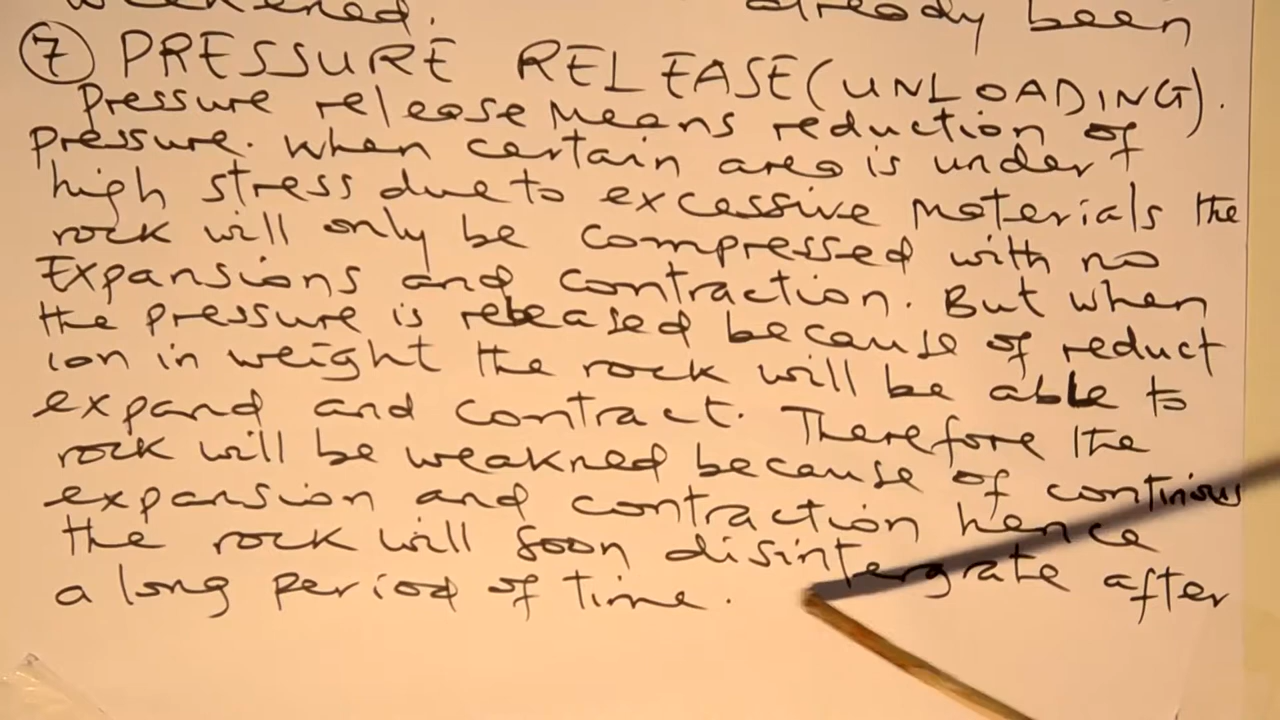 weakened. already been
⑦ PRESSURE RELEASE(UNLOADING).
Pressure release means reduction of
pressure. When certain area is under
high stress due to excessive materials the
rock will only be compressed with no
Expansions and contraction. But when
the pressure is released because of reduct
ion in weight the rock will be able to
expand and contract. Therefore the
rock will be weakned because of continious
expansion and contraction hence
the rock will soon disintergrate after
a long period of time.